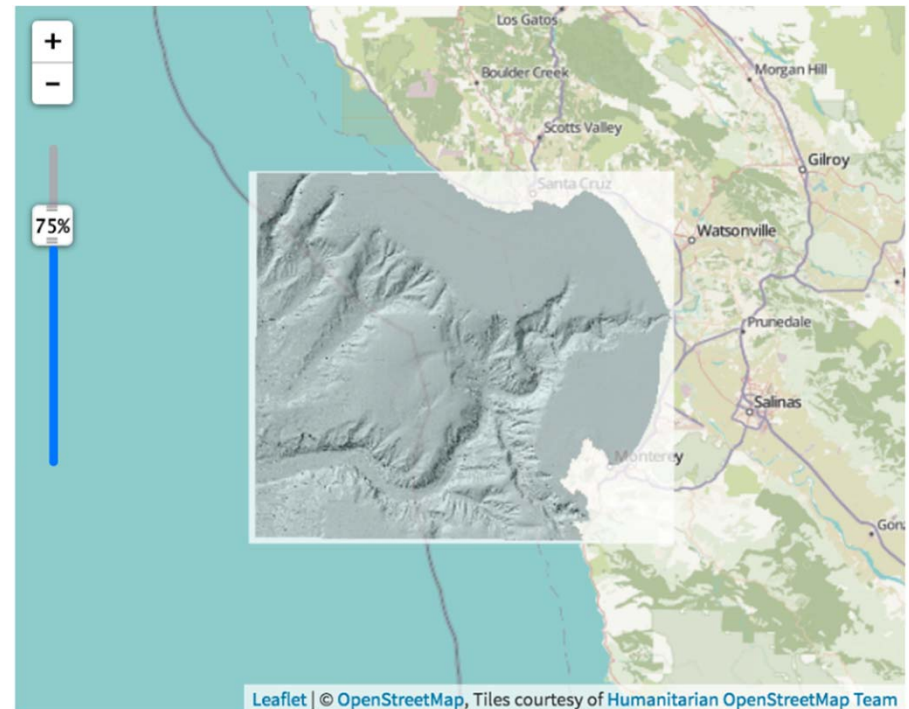 +
−
75%
Los Gatos
Boulder Creek
Morgan Hill
Scotts Valley
Gilroy
Santa Cruz
Watsonville
Prunedale
Salinas
Monterey
Gonz
Leaflet | © OpenStreetMap, Tiles courtesy of Humanitarian OpenStreetMap Team